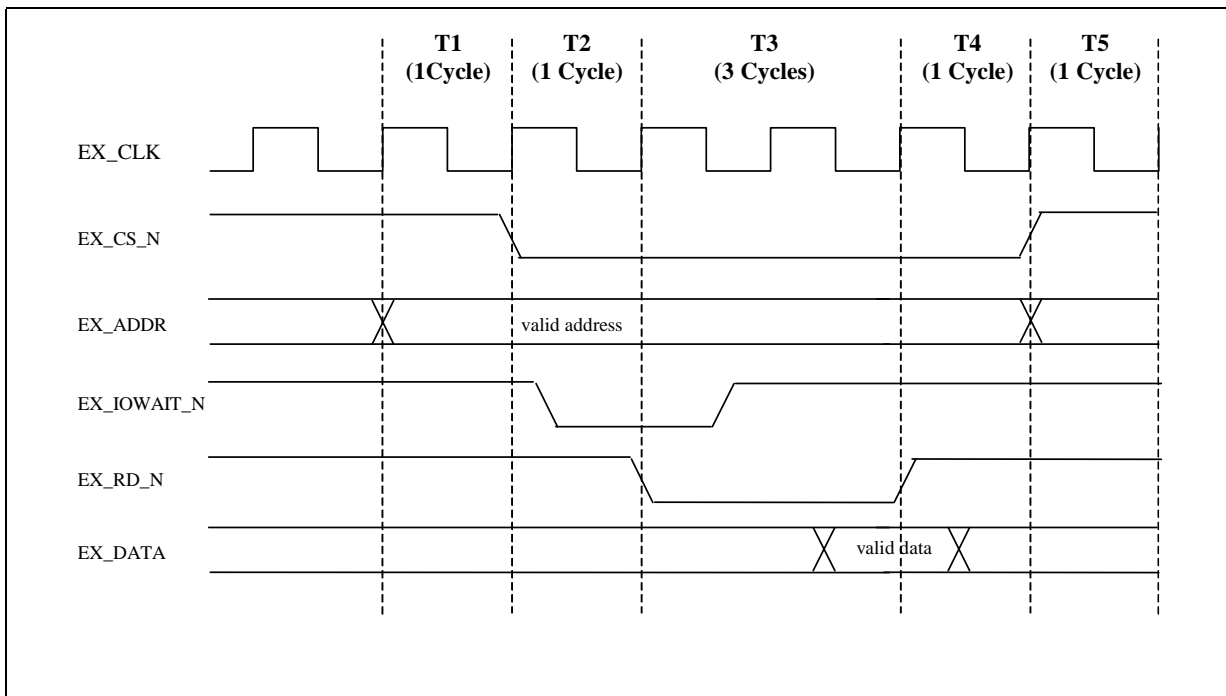 T1 T2 T3 T4 T5
(1Cycle) (1 Cycle) (3 Cycles) (1 Cycle) (1 Cycle)
EX_CLK
EX_CS_N
EX_ADDR valid address
EX_IOWAIT_N
EX_RD_N
EX_DATA valid data